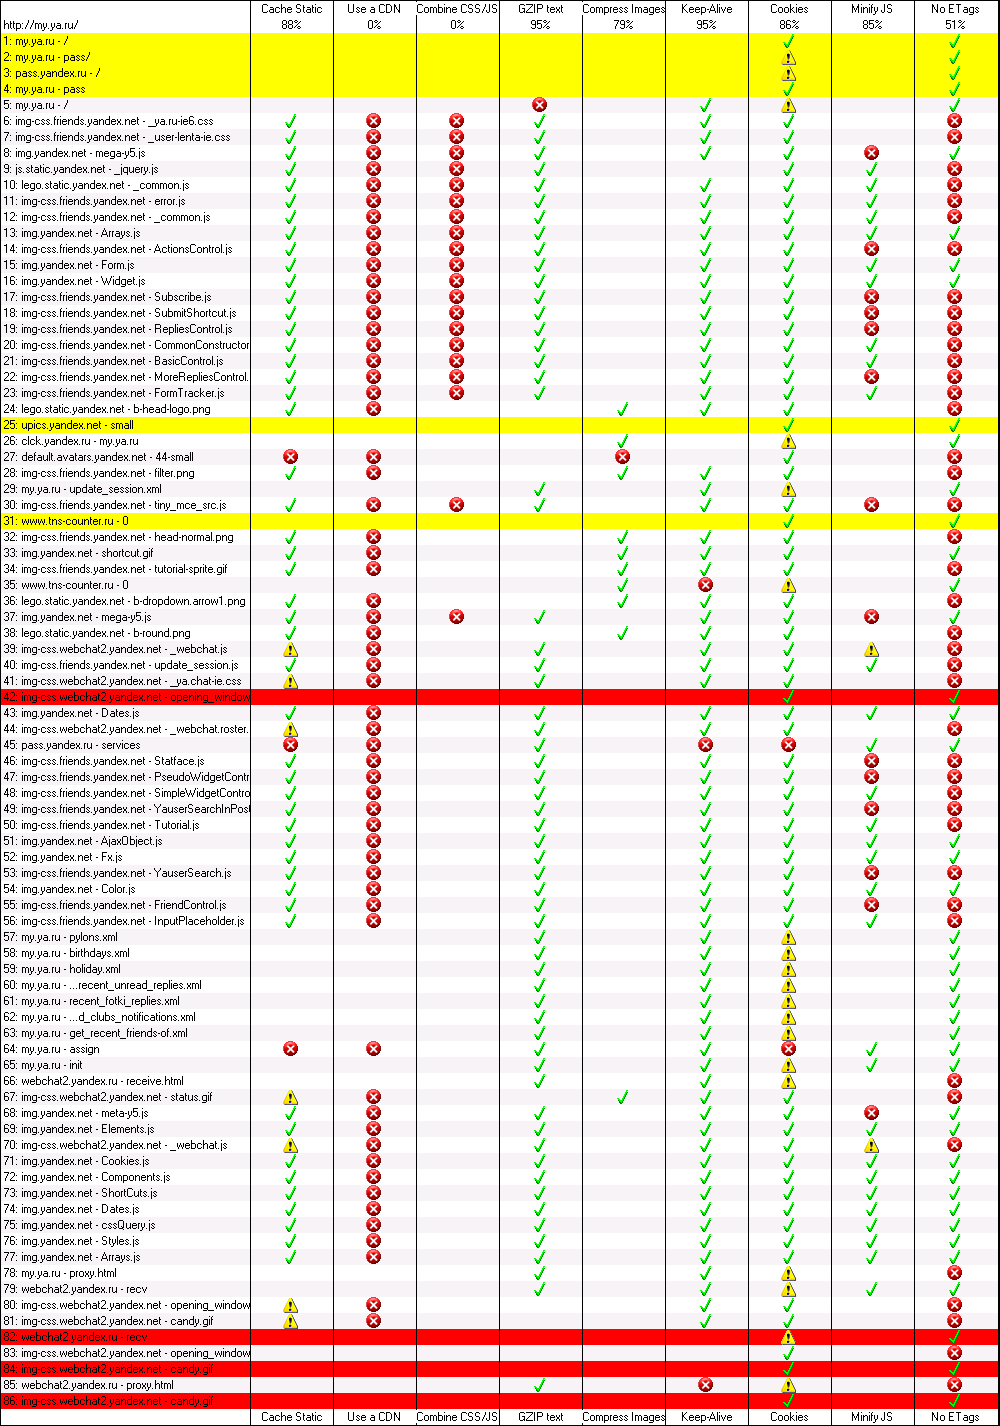 Cache Static Use a CDN Combine CSS/JS GZIP text Compress Images Keep-Alive Cookies Minify JS No ETags
http://my.ya.ru/ 88% 0% 0% 95% 79% 95% 86% 85% 51%
1: my.ya.ru - /
2: my.ya.ru - pass/
3: pass.yandex.ru - /
4: my.ya.ru - pass
5: my.ya.ru - /
6: img-css.friends.yandex.net - _ya.ru-ie6.css
7: img-css.friends.yandex.net - _user-lenta-ie.css
8: img.yandex.net - mega-y5.js
9: js.static.yandex.net - _jquery.js
10: lego.static.yandex.net - _common.js
11: img-css.friends.yandex.net - error.js
12: img-css.friends.yandex.net - _common.js
13: img.yandex.net - Arrays.js
14: img-css.friends.yandex.net - ActionsControl.js
15: img.yandex.net - Form.js
16: img.yandex.net - Widget.js
17: img-css.friends.yandex.net - Subscribe.js
18: img-css.friends.yandex.net - SubmitShortcut.js
19: img-css.friends.yandex.net - RepliesControl.js
20: img-css.friends.yandex.net - CommonConstructor
21: img-css.friends.yandex.net - BasicControl.js
22: img-css.friends.yandex.net - MoreRepliesControl.
23: img-css.friends.yandex.net - FormTracker.js
24: lego.static.yandex.net - b-head-logo.png
25: upics.yandex.net - small
26: clck.yandex.ru - my.ya.ru
27: default.avatars.yandex.net - 44-small
28: img-css.friends.yandex.net - filter.png
29: my.ya.ru - update_session.xml
30: img-css.friends.yandex.net - tiny_mce_src.js
31: www.tns-counter.ru - 0
32: img-css.friends.yandex.net - head-normal.png
33: img.yandex.net - shortcut.gif
34: img-css.friends.yandex.net - tutorial-sprite.gif
35: www.tns-counter.ru - 0
36: lego.static.yandex.net - b-dropdown.arrow1.png
37: img.yandex.net - mega-y5.js
38: lego.static.yandex.net - b-round.png
39: img-css.webchat2.yandex.net - _webchat.js
40: img-css.friends.yandex.net - update_session.js
41: img-css.webchat2.yandex.net - _ya.chat-ie.css
42: img-css.webchat2.yandex.net - opening_window
43: img.yandex.net - Dates.js
44: img-css.webchat2.yandex.net - _webchat.roster.
45: pass.yandex.ru - services
46: img-css.friends.yandex.net - Statface.js
47: img-css.friends.yandex.net - PseudoWidgetContr
48: img-css.friends.yandex.net - SimpleWidgetContro
49: img-css.friends.yandex.net - YauserSearchInPost
50: img-css.friends.yandex.net - Tutorial.js
51: img.yandex.net - AjaxObject.js
52: img.yandex.net - Fx.js
53: img-css.friends.yandex.net - YauserSearch.js
54: img.yandex.net - Color.js
55: img-css.friends.yandex.net - FriendControl.js
56: img-css.friends.yandex.net - InputPlaceholder.js
57: my.ya.ru - pylons.xml
58: my.ya.ru - birthdays.xml
59: my.ya.ru - holiday.xml
60: my.ya.ru - ...recent_unread_replies.xml
61: my.ya.ru - recent_fotki_replies.xml
62: my.ya.ru - ...d_clubs_notifications.xml
63: my.ya.ru - get_recent_friends-of.xml
64: my.ya.ru - assign
65: my.ya.ru - init
66: webchat2.yandex.ru - receive.html
67: img-css.webchat2.yandex.net - status.gif
68: img.yandex.net - meta-y5.js
69: img.yandex.net - Elements.js
70: img-css.webchat2.yandex.net - _webchat.js
71: img.yandex.net - Cookies.js
72: img.yandex.net - Components.js
73: img.yandex.net - ShortCuts.js
74: img.yandex.net - Dates.js
75: img.yandex.net - cssQuery.js
76: img.yandex.net - Styles.js
77: img.yandex.net - Arrays.js
78: my.ya.ru - proxy.html
79: webchat2.yandex.ru - recv
80: img-css.webchat2.yandex.net - opening_window
81: img-css.webchat2.yandex.net - candy.gif
82: webchat2.yandex.ru - recv
83: img-css.webchat2.yandex.net - opening_window
84: img-css.webchat2.yandex.net - candy.gif
85: webchat2.yandex.ru - proxy.html
86: img-css.webchat2.yandex.net - candy.gif
Cache Static Use a CDN Combine CSS/JS GZIP text Compress Images Keep-Alive Cookies Minify JS No ETags